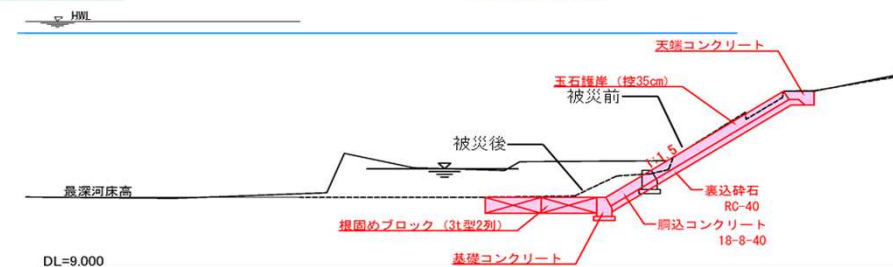 HWL
天端コンクリート
玉石護岸（控35cm）
被災前
被災後
1:1.5
最深河床高
裏込砕石
RC-40
根固めブロック（3t型2列）
胴込コンクリート
18-8-40
基礎コンクリート
DL=9.000